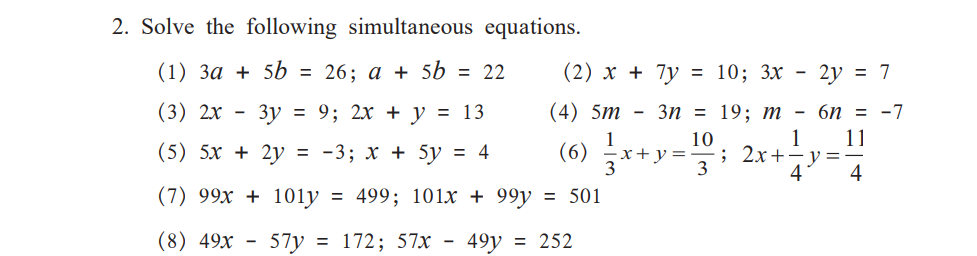 2. Solve the following simultaneous equations.
(1) 3a + 5b = 26; a + 5b = 22 (2) x + 7y = 10; 3x - 2y = 7
(3) 2x - 3y = 9; 2x + y = 13 (4) 5m - 3n = 19; m - 6n = -7
(5) 5x + 2y = -3; x + 5y = 4 (6) 1/3 x + y = 10/3; 2x + 1/4 y = 11/4
(7) 99x + 101y = 499; 101x + 99y = 501
(8) 49x - 57y = 172; 57x - 49y = 252